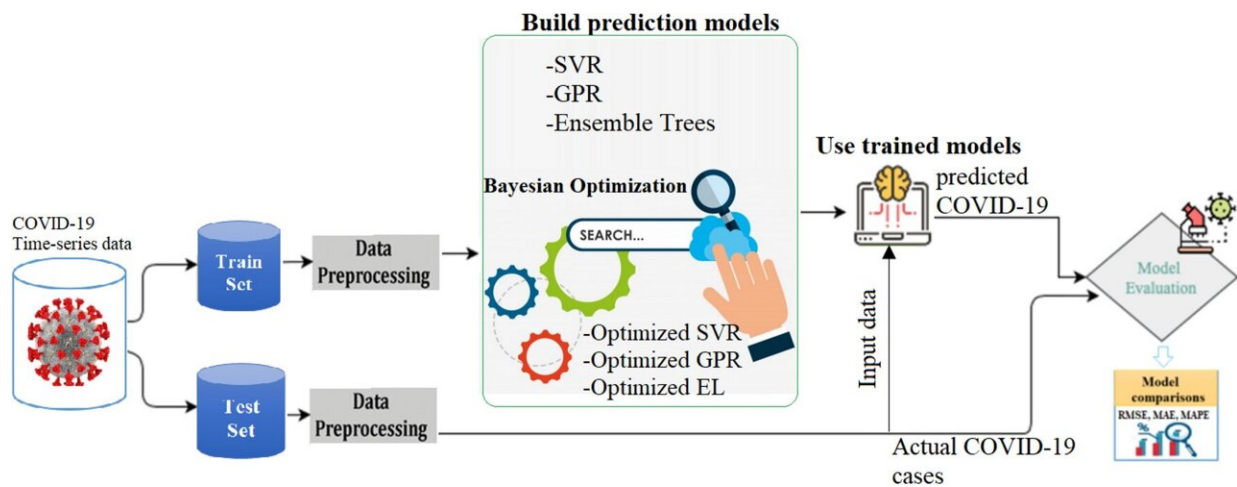 Build prediction models
-SVR
-GPR
-Ensemble Trees
Bayesian Optimization
SEARCH...
-Optimized SVR
-Optimized GPR
-Optimized EL
COVID-19
Time-series data
Train
Set
Data
Preprocessing
Test
Set
Data
Preprocessing
Use trained models
predicted
COVID-19
Input data
Actual COVID-19
cases
Model
Evaluation
Model
comparisons
RMSE, MAE, MAPE
%